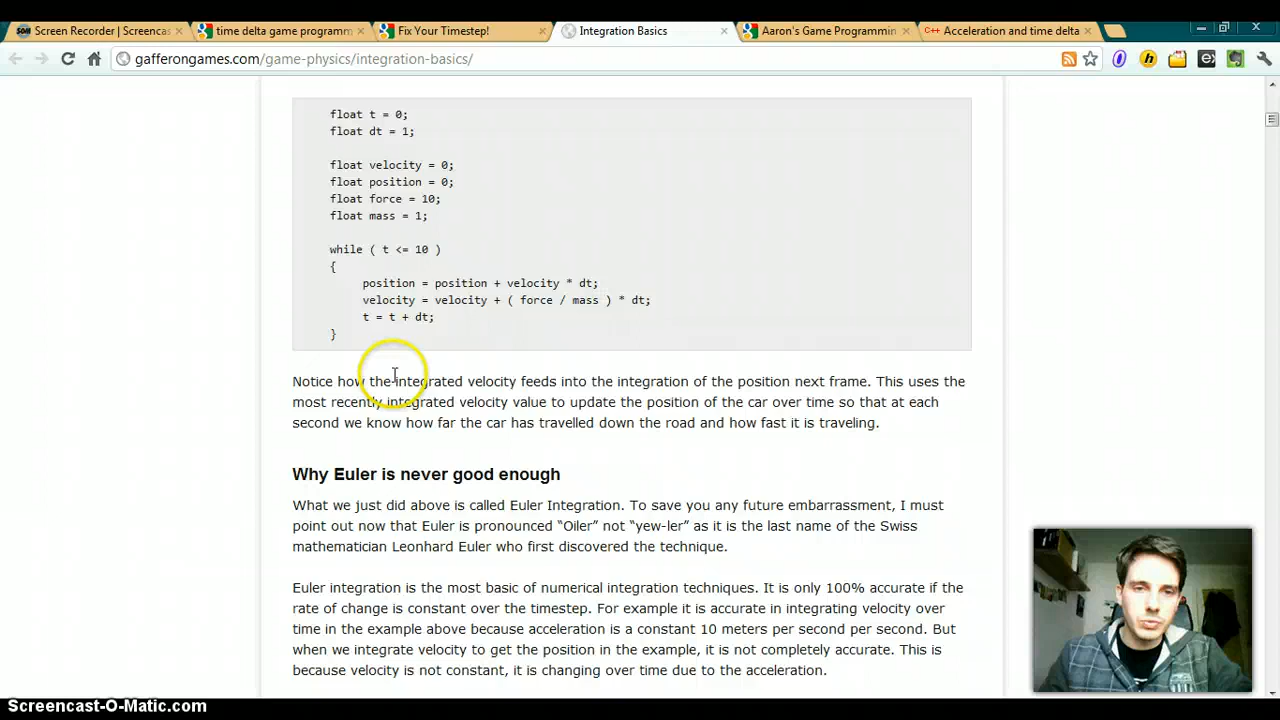 Screen Recorder | Screencas
time delta game programm
Fix Your Timestep!
Integration Basics
Aaron's Game Programmin
C++ Acceleration and time delta
gafferongames.com/game-physics/integration-basics/
float t = 0;
float dt = 1;
float velocity = 0;
float position = 0;
float force = 10;
float mass = 1;
while ( t <= 10 )
{
position = position + velocity * dt;
velocity = velocity + ( force / mass ) * dt;
t = t + dt;
}
Notice how the integrated velocity feeds into the integration of the position next frame. This uses the
most recently integrated velocity value to update the position of the car over time so that at each
second we know how far the car has travelled down the road and how fast it is traveling.
Why Euler is never good enough
What we just did above is called Euler Integration. To save you any future embarrassment, I must
point out now that Euler is pronounced “Oiler” not “yew-ler” as it is the last name of the Swiss
mathematician Leonhard Euler who first discovered the technique.
Euler integration is the most basic of numerical integration techniques. It is only 100% accurate if the
rate of change is constant over the timestep. For example it is accurate in integrating velocity over
time in the example above because acceleration is a constant 10 meters per second per second. But
when we integrate velocity to get the position in the example, it is not completely accurate. This is
because velocity is not constant, it is changing over time due to the acceleration.
Screencast-O-Matic.com